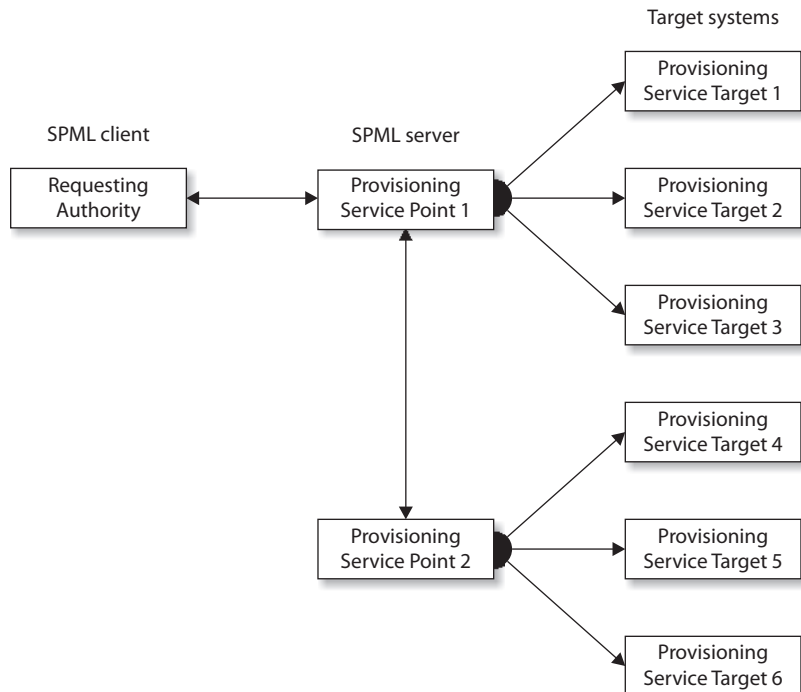 Target systems
Provisioning
Service Target 1
SPML client
SPML server
Requesting
Authority
Provisioning
Service Point 1
Provisioning
Service Target 2
Provisioning
Service Target 3
Provisioning
Service Target 4
Provisioning
Service Point 2
Provisioning
Service Target 5
Provisioning
Service Target 6